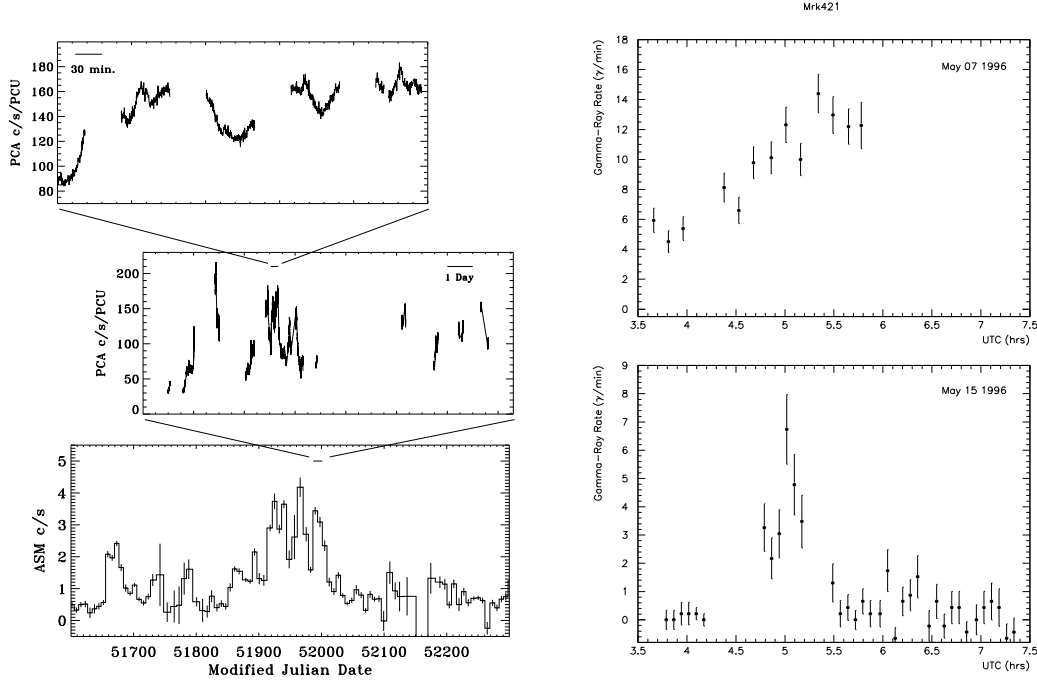 Mrk421
30 min.
PCA c/s/PCU
180
160
140
120
100
80
1 Day
PCA c/s/PCU
200
150
100
50
0
ASM c/s
5
4
3
2
1
0
51700 51800 51900 52000 52100 52200
Modified Julian Date
May 07 1996
Gamma-Ray Rate (γ/min)
18
16
14
12
10
8
6
4
2
0
3.5 4 4.5 5 5.5 6 6.5 7 7.5
UTC (hrs)
May 15 1996
Gamma-Ray Rate (γ/min)
9
8
7
6
5
4
3
2
1
0
3.5 4 4.5 5 5.5 6 6.5 7 7.5
UTC (hrs)